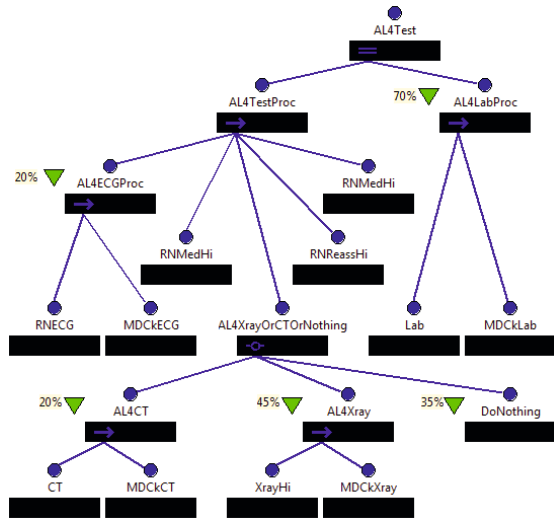 AL4Test
AL4TestProc
70%
AL4LabProc
20%
AL4ECGProc
RNMedHi
RNMedHi
RNReassHi
RNECG
MDCkECG
AL4XrayOrCTOrNothing
Lab
MDCkLab
20%
AL4CT
45%
AL4Xray
35%
DoNothing
CT
MDCkCT
XrayHi
MDCkXray